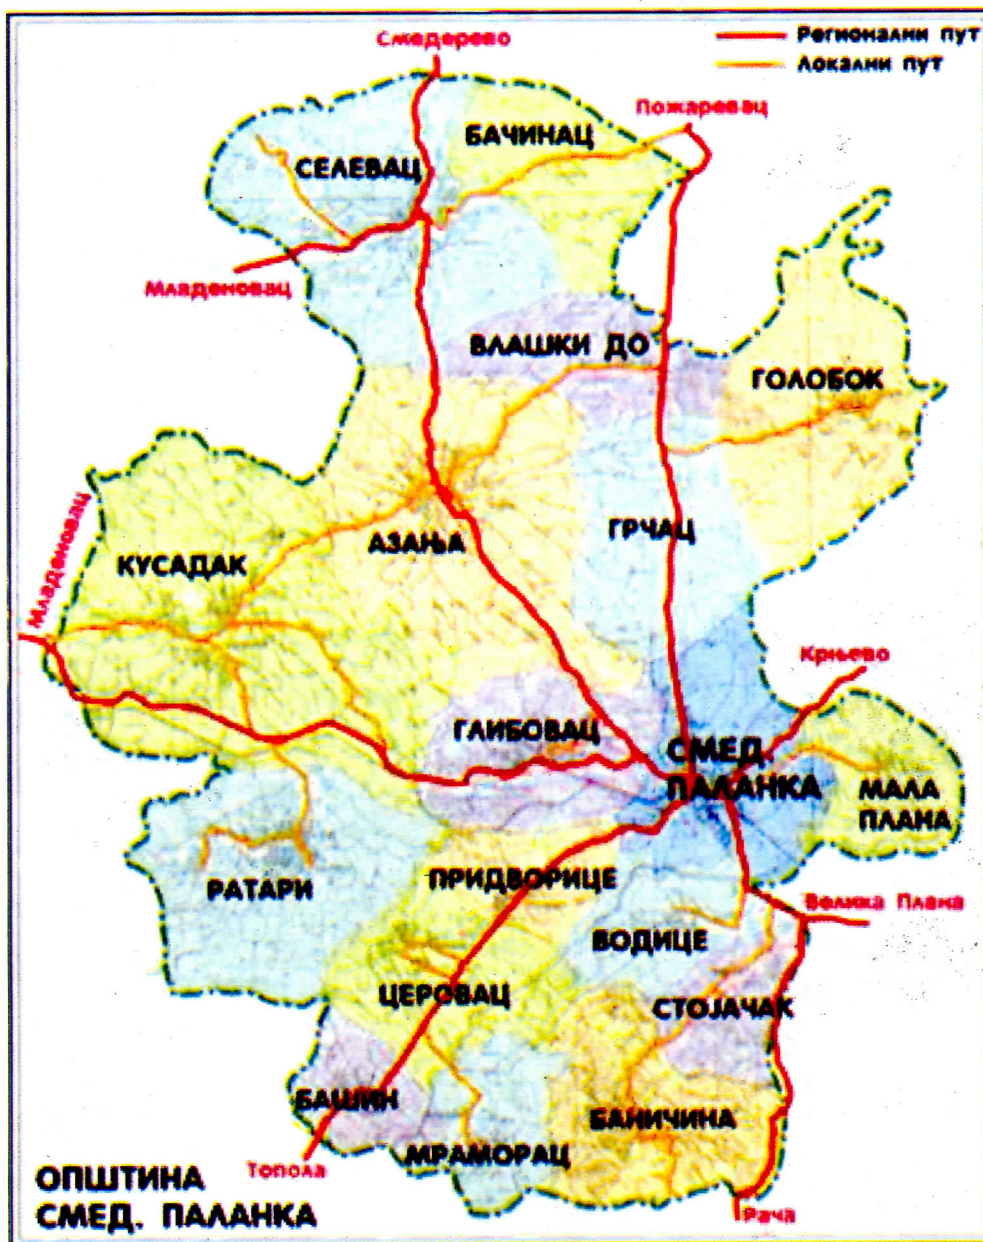 Смедерево
Регионални пут
Локални пут
Пожаревац
БАЧИНАЦ
СЕЛЕВАЦ
Младеновац
ВЛАШКИ ДО
ГОЛОБОК
Младеновац
КУСАДАК
АЗАЊА
ГРЧАЦ
Крњево
ГЛИБОВАЦ
СМЕД.
ПАЛАНКА
МАЛА
ПЛАНА
РАТАРИ
ПРИДВОРИЦЕ
Велика Плана
ВОДИЦЕ
ЦЕРОВАЦ
СТОЈАЧАК
БАШИН
БАНИЧИНА
МРАМОРАЦ
Топола
Рача
ОПШТИНА
СМЕД. ПАЛАНКА